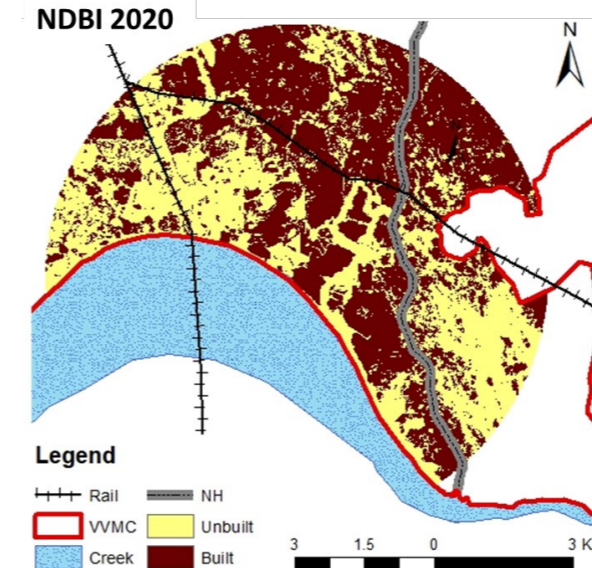 NDBI 2020
N
Legend
Rail NH
VVMC Unbuilt
Creek Built
3 1.5 0 3 K